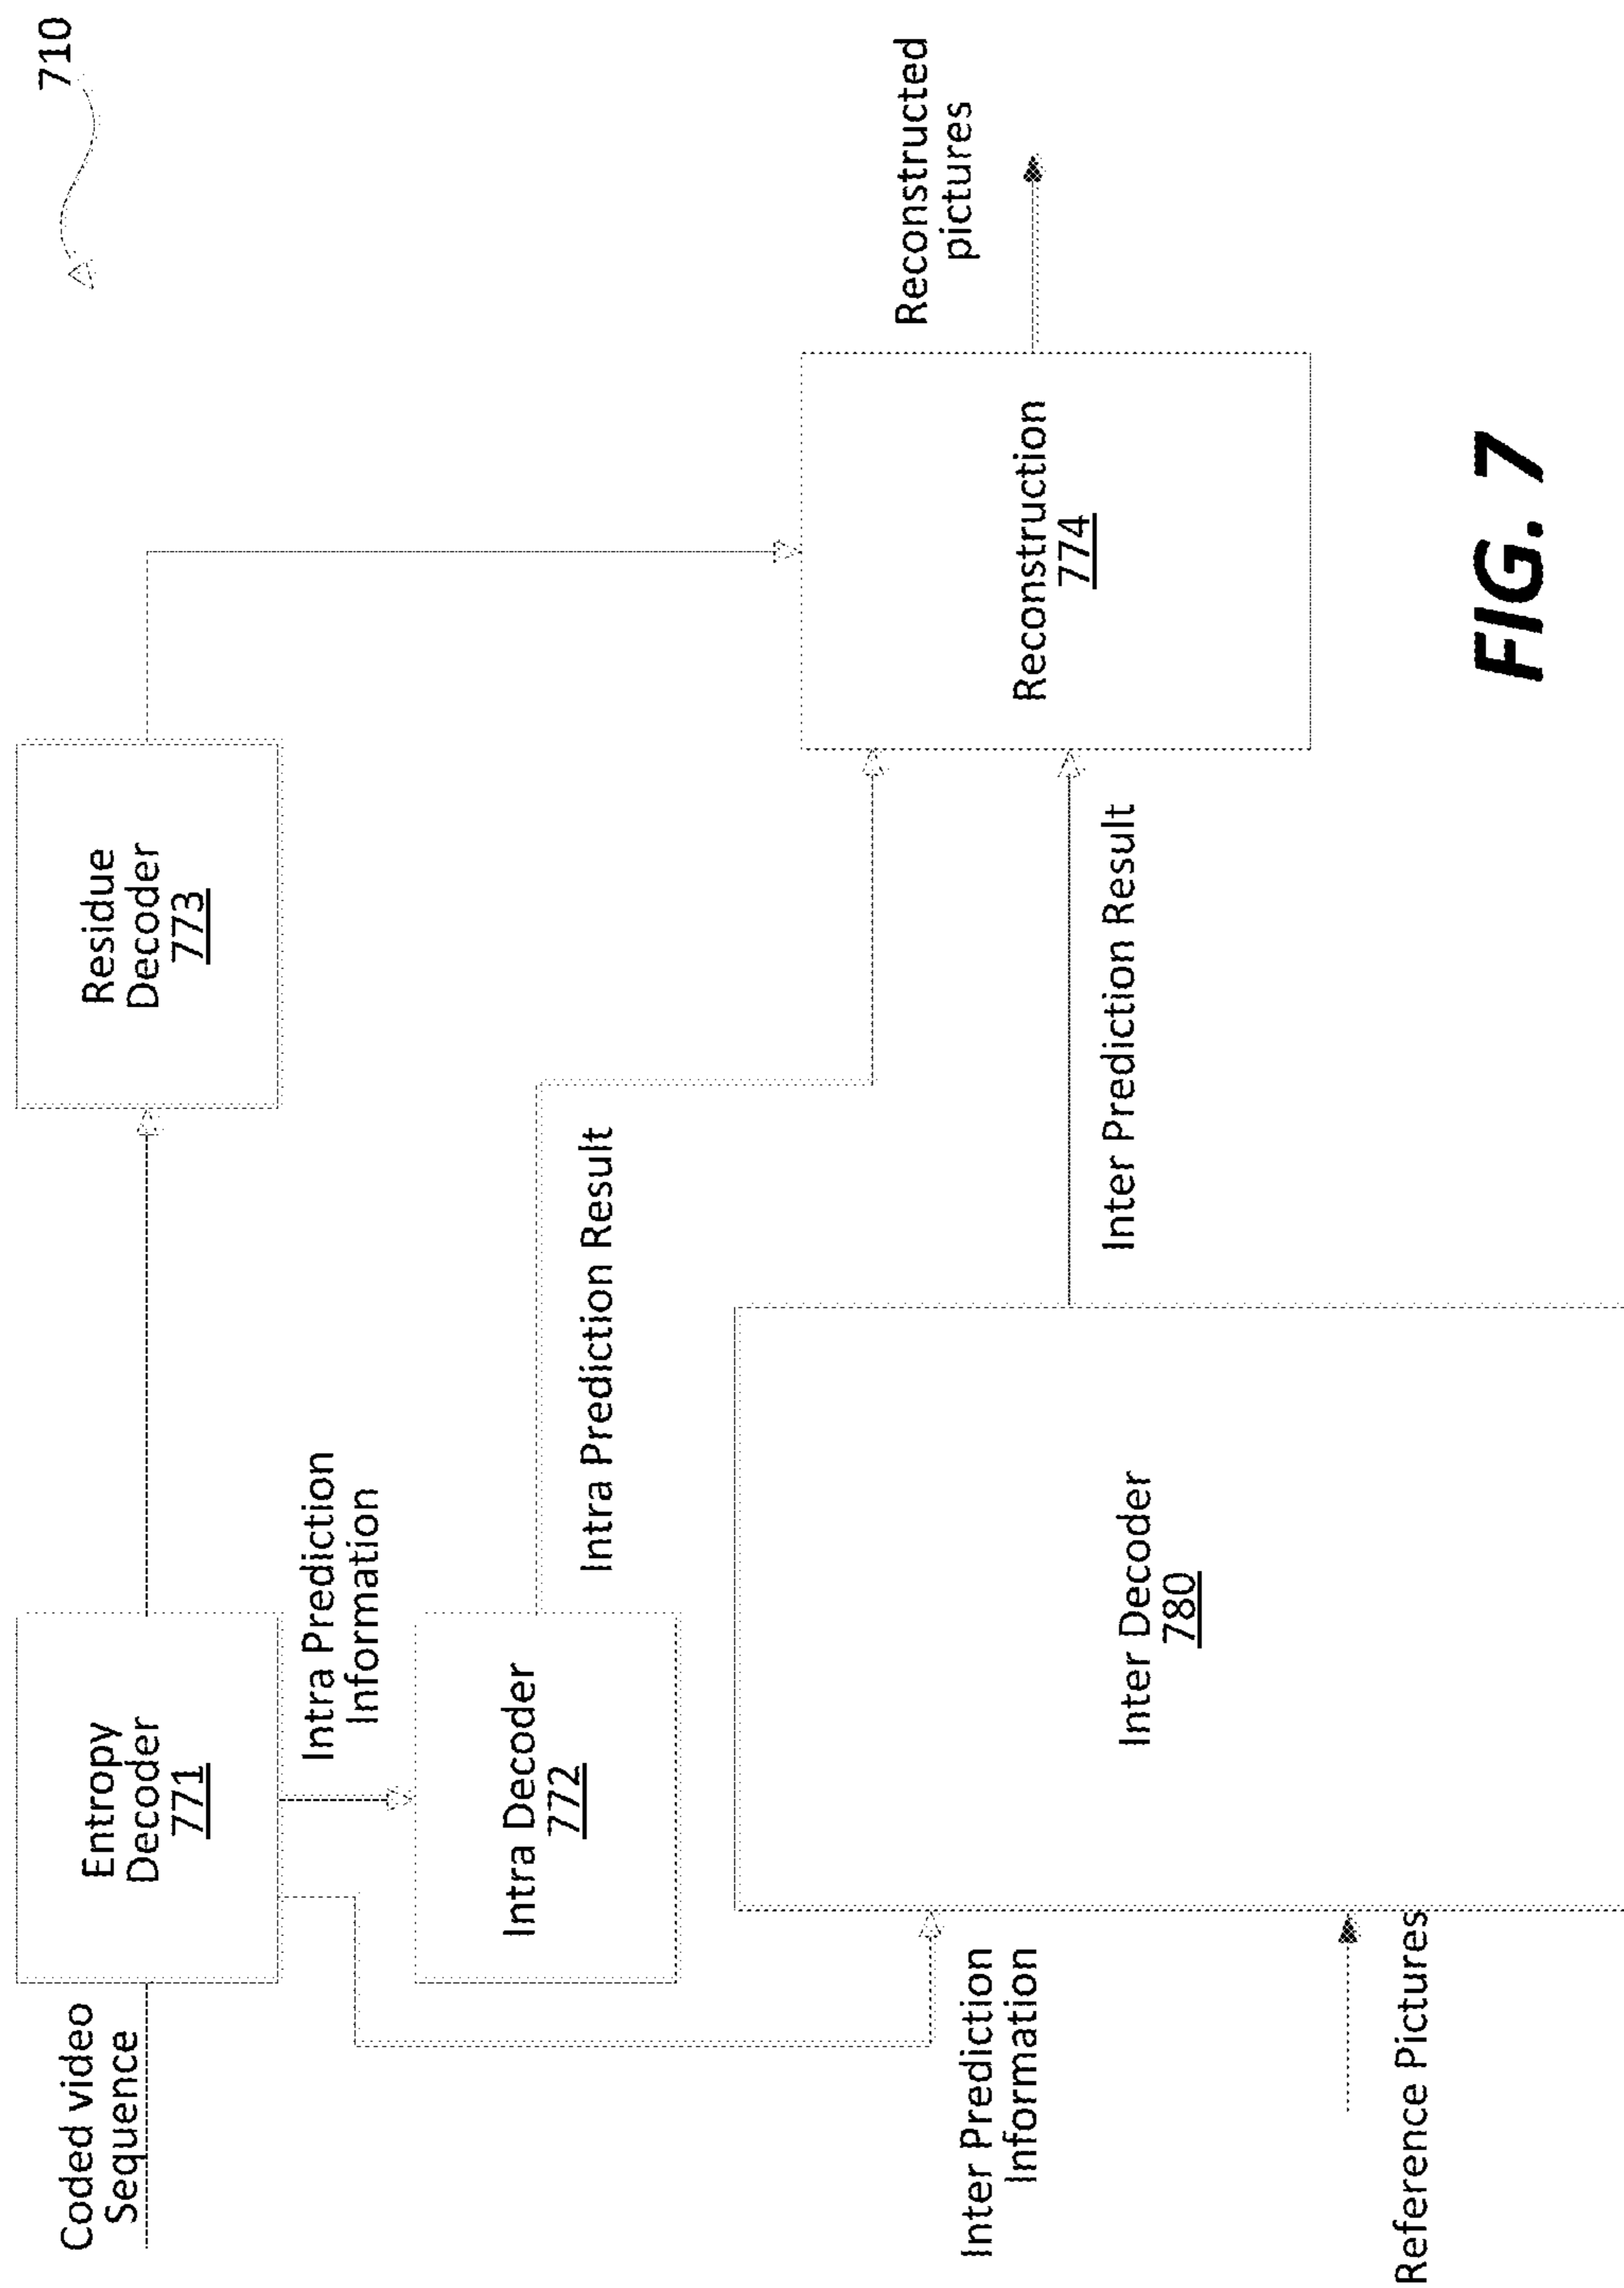 710
Coded video
Sequence
Entropy
Decoder
771
Residue
Decoder
773
Intra Prediction
Information
Intra Decoder
772
Intra Prediction Result
Reconstructed
pictures
Inter Prediction
Information
Inter Decoder
780
Inter Prediction Result
Reconstruction
774
Reference Pictures
FIG. 7